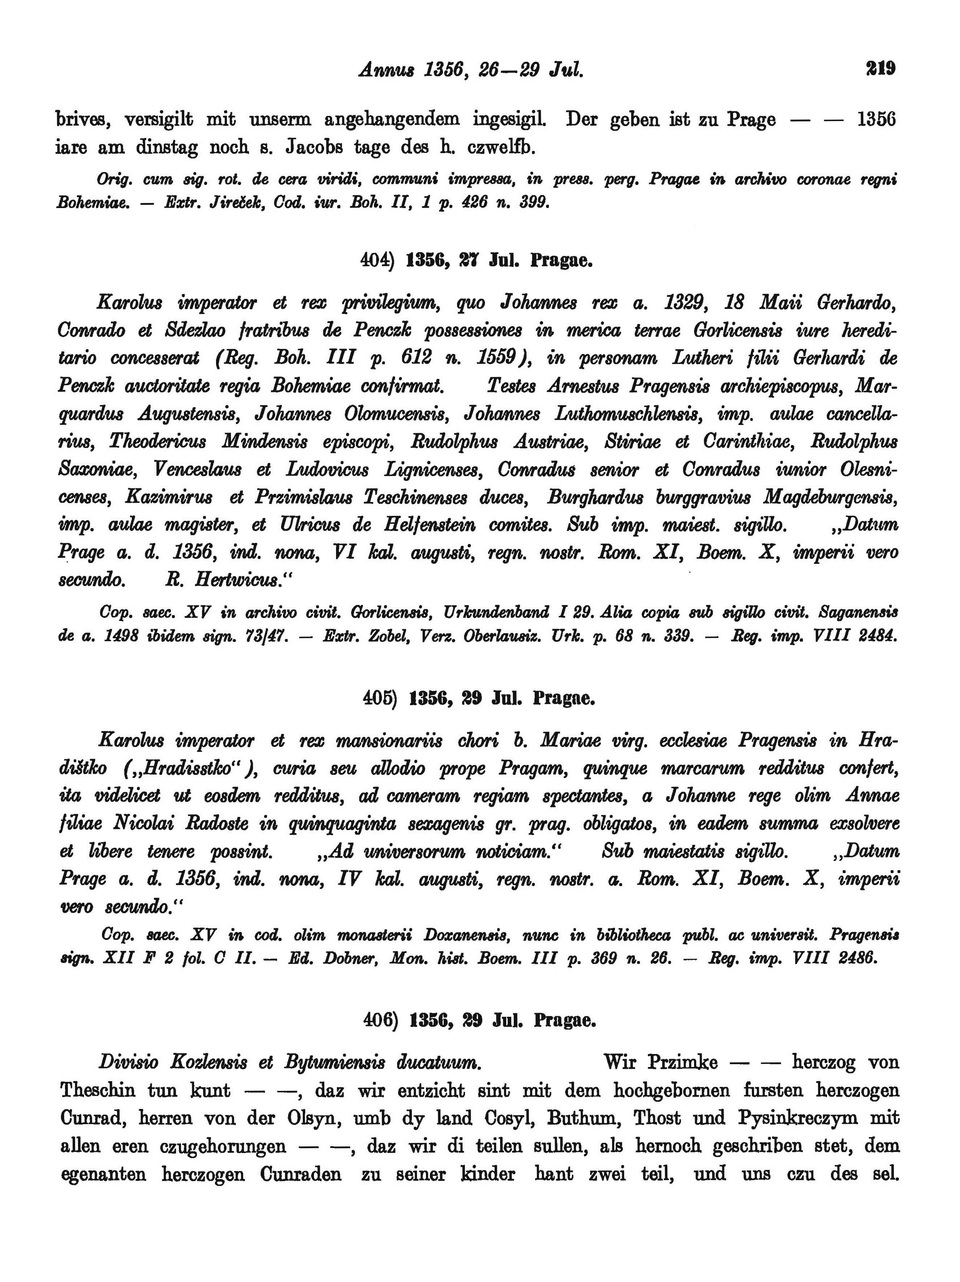 Annus 1356, 26—29 Jul. 219
brives, versigilt mit unserm angehangendem ingesigil. Der geben ist zu Prage — — 1356
iare am dinstag noch s. Jacobs tage des h. czwelfb.
Orig. cum sig. rot. de cera viridi, communi impressa, in press. perg. Pragae in archivo coronae regni
Bohemiae. — Extr. Jireček, Cod. iur. Boh. II, 1 p. 426 n. 399.
404) 1356, 27 Jul. Pragae.
Karolus imperator et rex privilegium, quo Johannes rex a. 1329, 18 Maii Gerhardo,
Conrado et Sdezlao fratribus de Penczk possessiones in merica terrae Gorlicensis iure heredi-
tario concesserat (Reg. Boh. III p. 612 n. 1559), in personam Lutheri filii Gerhardi de
Penczk auctoritate regia Bohemiae confirmat. Testes Arnestus Pragensis archiepiscopus, Mar-
quardus Augustensis, Johannes Olomucensis, Johannes Luthomuschlensis, imp. aulae cancella-
rius, Theodericus Mindensis episcopi, Rudolphus Austriae, Stiriae et Carinthiae, Rudolphus
Saxoniae, Venceslaus et Ludovicus Lignicenses, Conradus senior et Conradus iunior Olesni-
censes, Kazimirus et Przimislaus Teschinenses duces, Burghardus burggravius Magdeburgensis,
imp. aulae magister, et Ulricus de Helfenstein comites. Sub imp. maiest. sigillo. „Datum
Prage a. d. 1356, ind. nona, VI kal. augusti, regn. nostr. Rom. XI, Boem. X, imperii vero
secundo. R. Hertwicus.“
Cop. saec. XV in archivo civit. Gorlicensis, Urkundenband I 29. Alia copia sub sigillo civit. Saganensis
de a. 1498 ibidem sign. 73/47. — Extr. Zobel, Verz. Oberlausiz. Urk. p. 68 n. 339. — Reg. imp. VIII 2484.
405) 1356, 29 Jul. Pragae.
Karolus imperator et rex mansionariis chori b. Mariae virg. ecclesiae Pragensis in Hra-
dištko („Hradisstko“), curia seu allodio prope Pragam, quinque marcarum redditus confert,
ita videlicet ut eosdem redditus, ad cameram regiam spectantes, a Johanne rege olim Annae
filiae Nicolai Radoste in quinquaginta sexagenis gr. prag. obligatos, in eadem summa exsolvere
et libere tenere possint. „Ad universorum noticiam.“ Sub maiestatis sigillo. „Datum
Prage a. d. 1356, ind. nona, IV kal. augusti, regn. nostr. a. Rom. XI, Boem. X, imperii
vero secundo.“
Cop. saec. XV in cod. olim monasterii Doxanensis, nunc in bibliotheca publ. ac universit. Pragensis
sign. XII F 2 fol. C II. — Ed. Dobner, Mon. hist. Boem. III p. 369 n. 26. — Reg. imp. VIII 2486.
406) 1356, 29 Jul. Pragae.
Divisio Kozlensis et Bytumiensis ducatuum. Wir Przimke — — herczog von
Theschin tun kunt — —, daz wir entzicht sint mit dem hochgebornen fursten herczogen
Cunrad, herren von der Olsyn, umb dy land Cosyl, Buthum, Thost und Pysinkreczym mit
allen eren czugehorungen — —, daz wir di teilen sullen, als hernoch geschriben stet, dem
egenanten herczogen Cunraden zu seiner kinder hant zwei teil, und uns czu des sel.